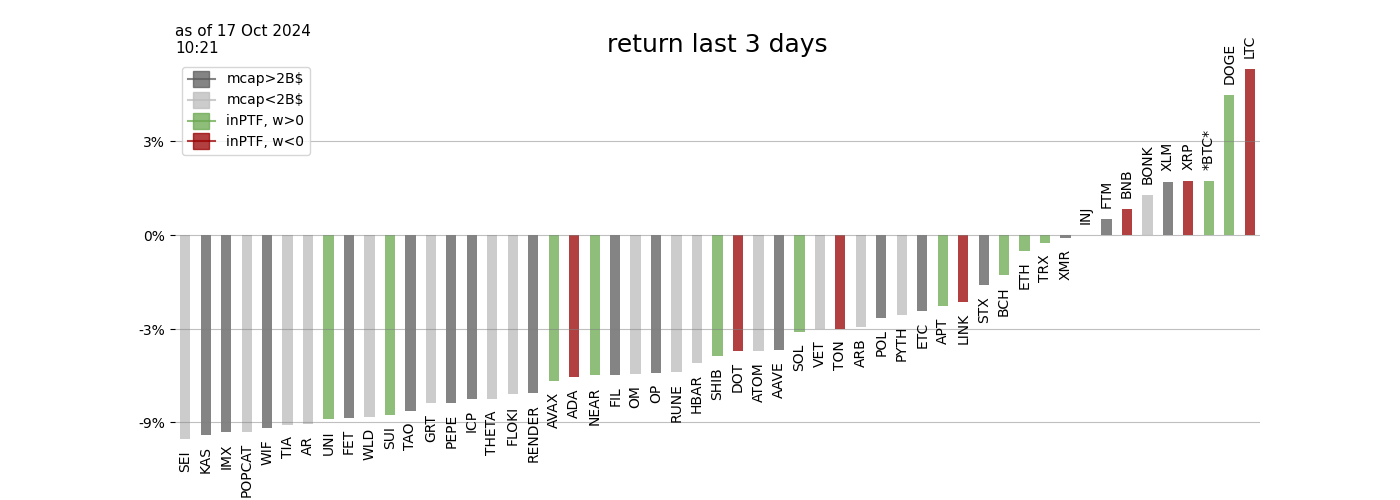 as of 17 Oct 2024
10:21
return last 3 days
mcap>2B$
mcap<2B$
inPTF, w>0
inPTF, w<0
3%
0%
-3%
-9%
SEI
KAS
IMX
POPCAT
WIF
TIA
AR
UNI
FET
WLD
SUI
TAO
GRT
PEPE
ICP
THETA
FLOKI
RENDER
AVAX
ADA
NEAR
FIL
OM
OP
RUNE
HBAR
SHIB
DOT
ATOM
AAVE
SOL
VET
TON
ARB
POL
PYTH
ETC
APT
LINK
STX
BCH
ETH
TRX
XMR
INJ
FTM
BNB
BONK
XLM
XRP
*BTC*
DOGE
LTC